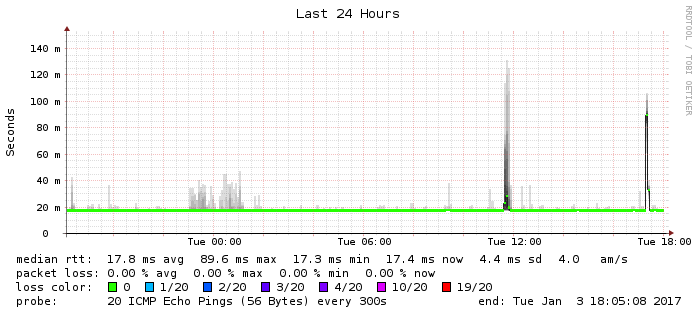 Last 24 Hours
RRDTOOL / TOBI OETIKER
Seconds
140 m
120 m
100 m
80 m
60 m
40 m
20 m
0
Tue 00:00 Tue 06:00 Tue 12:00 Tue 18:00
median rtt: 17.8 ms avg 89.6 ms max 17.3 ms min 17.4 ms now 4.4 ms sd 4.0 am/s
packet loss: 0.00 % avg 0.00 % max 0.00 % min 0.00 % now
loss color: 0 1/20 2/20 3/20 4/20 10/20 19/20
probe: 20 ICMP Echo Pings (56 Bytes) every 300s end: Tue Jan 3 18:05:08 2017